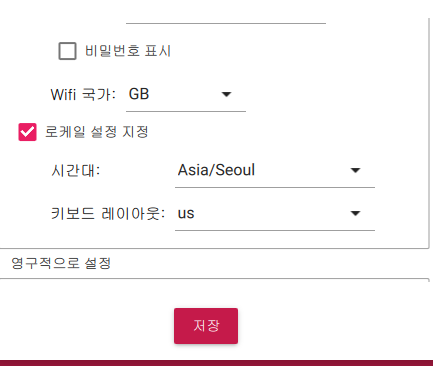 비밀번호 표시
Wifi 국가: GB
로케일 설정 지정
시간대: Asia/Seoul
키보드 레이아웃: us
영구적으로 설정
저장